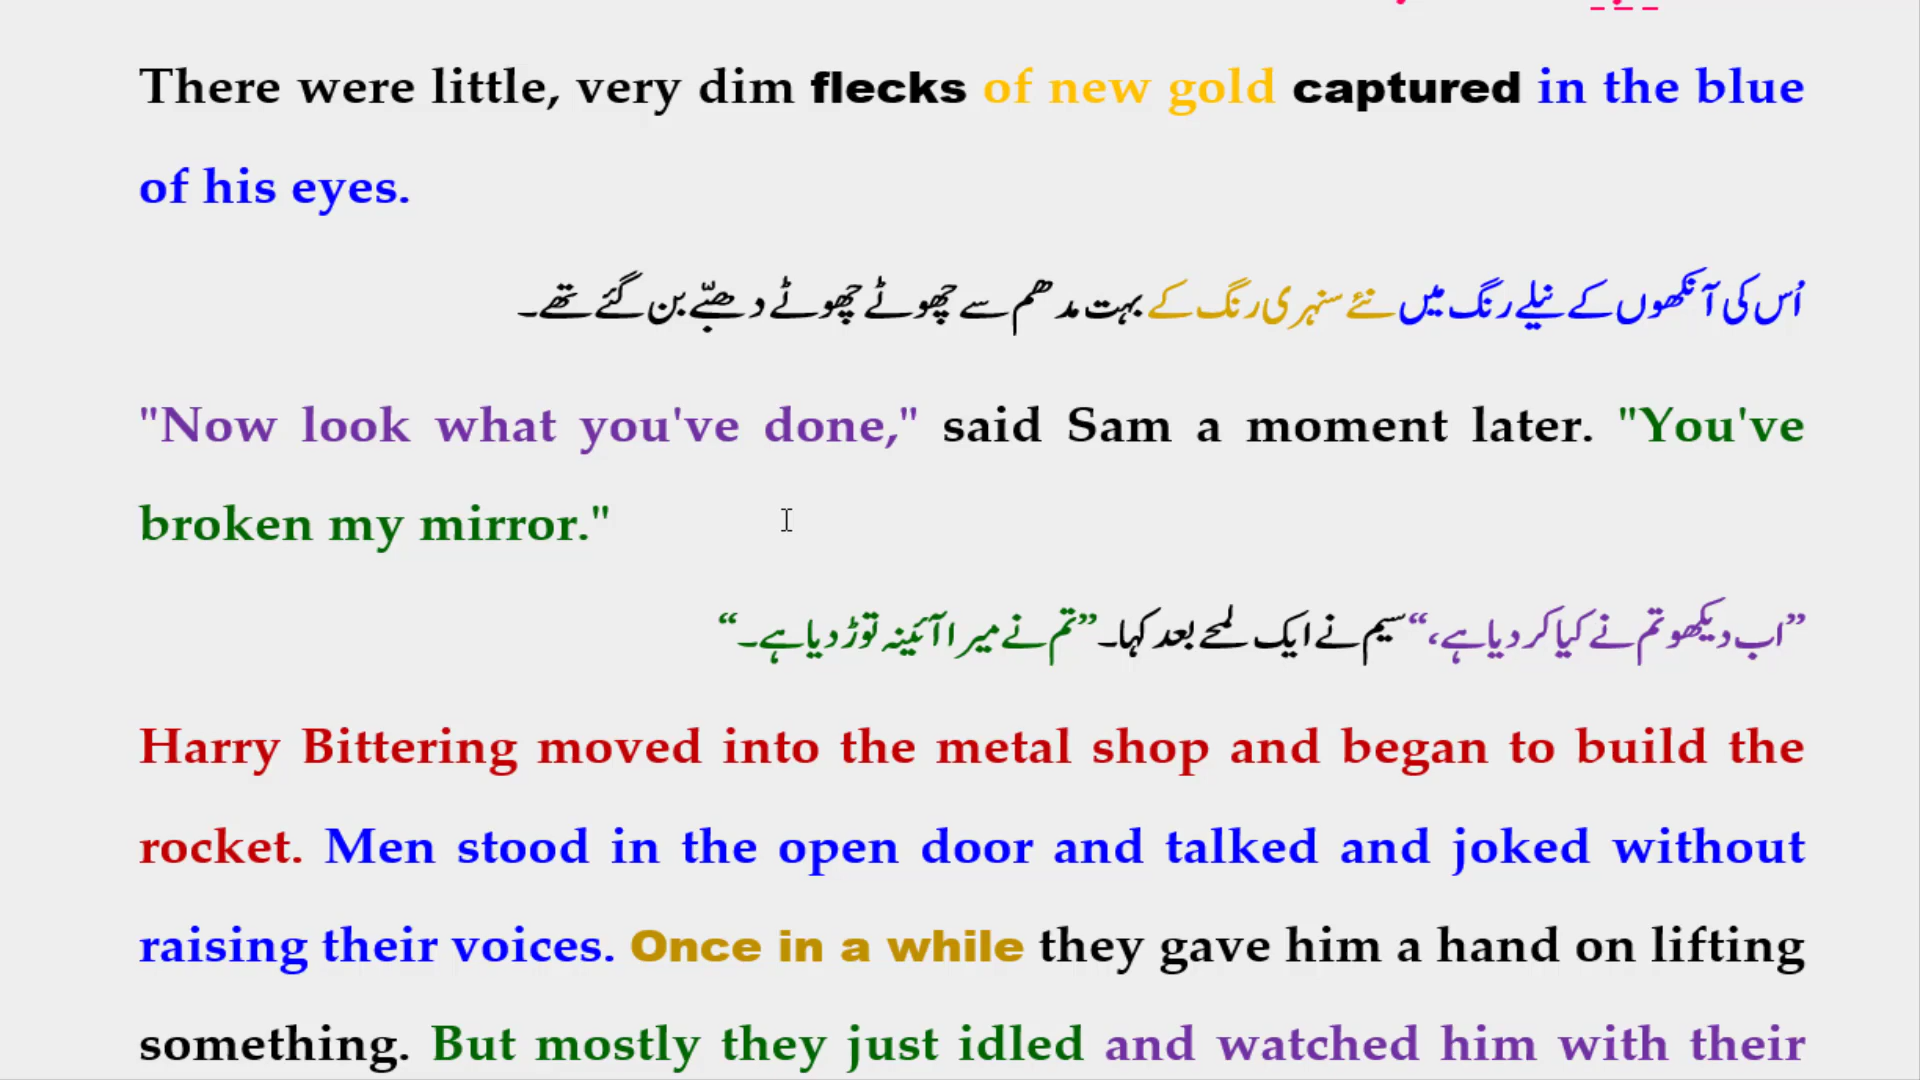 There were little, very dim flecks of new gold captured in the blue
of his eyes.
اُس کی آنکھوں کے نیلے رنگ میں نئے سنہری رنگ کے بہت مدھم سے چھوٹے چھوٹے دھبّے بن گئے تھے۔
"Now look what you've done," said Sam a moment later. "You've
broken my mirror."
”اب دیکھو تم نے کیا کر دیا ہے،“ سیم نے ایک لمحے بعد کہا۔ ”تم نے میرا آئینہ توڑ دیا ہے۔“
Harry Bittering moved into the metal shop and began to build the
rocket. Men stood in the open door and talked and joked without
raising their voices. Once in a while they gave him a hand on lifting
something. But mostly they just idled and watched him with their